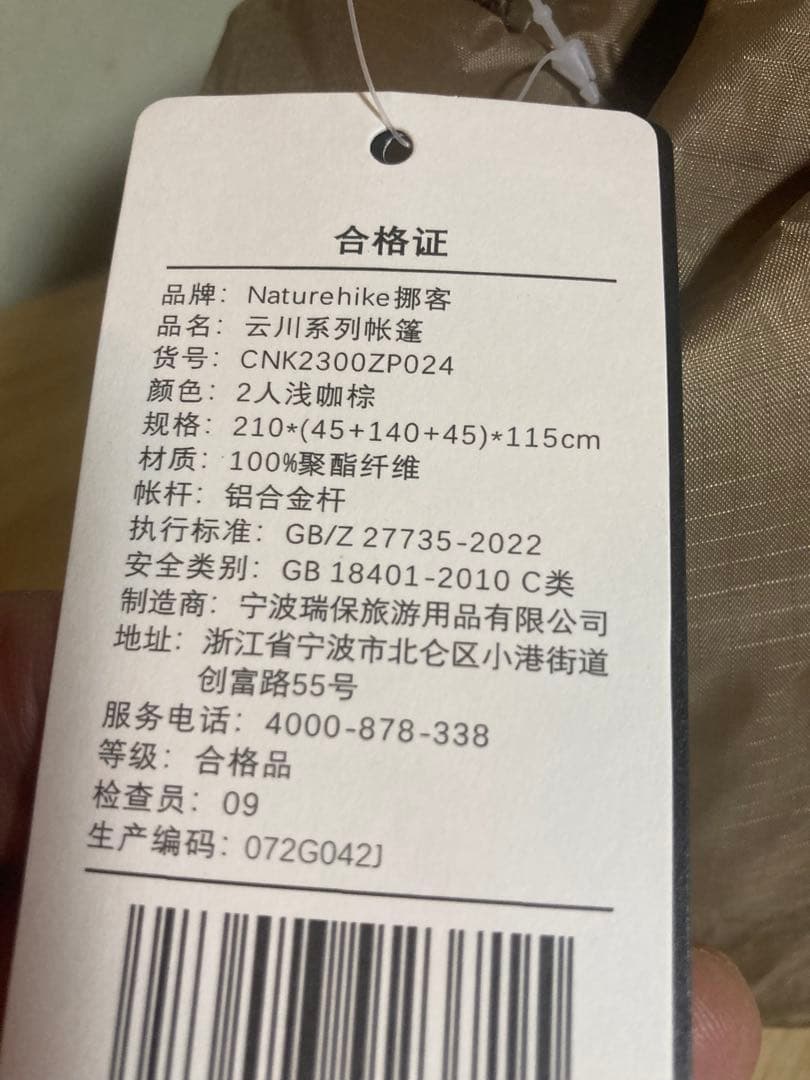 合格证
品牌：Naturehike挪客
品名：云川系列帐篷
货号：CNK2300ZP024
颜色：2人浅咖棕
规格：210*(45+140+45)*115cm
材质：100%聚酯纤维
帐杆：铝合金杆
执行标准：GB/Z 27735-2022
安全类别：GB 18401-2010 C类
制造商：宁波瑞保旅游用品有限公司
地址：浙江省宁波市北仑区小港街道
创富路55号
服务电话：4000-878-338
等级：合格品
检查员：09
生产编码：072G042J